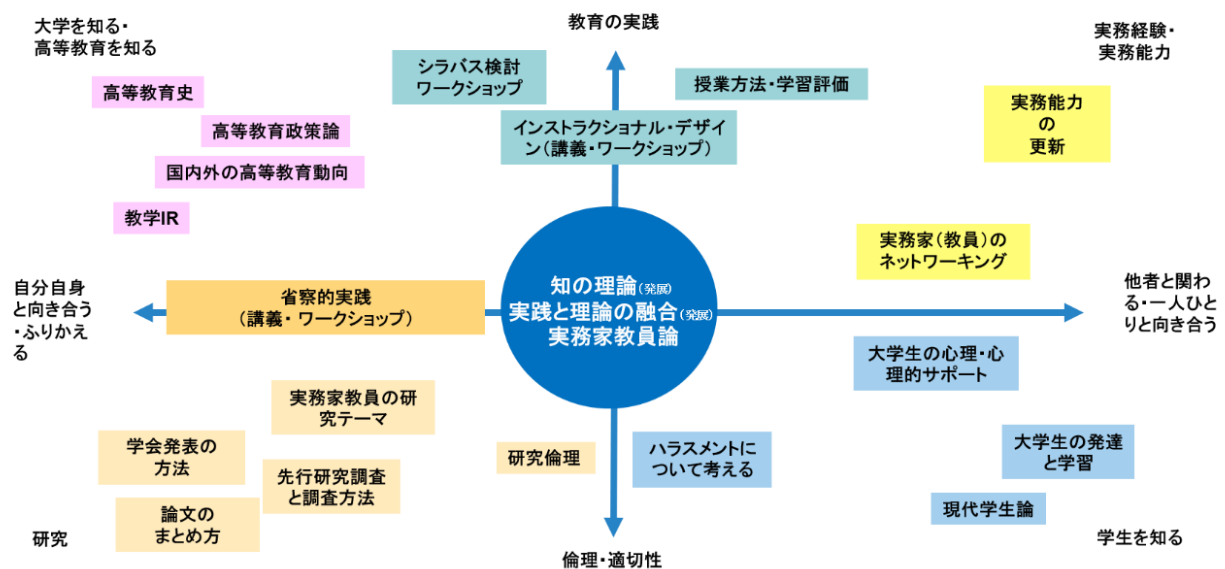 大学を知る・
高等教育を知る
教育の実践
実務経験・
実務能力
シラバス検討
ワークショップ
授業方法・学習評価
高等教育史
実務能力
の
更新
高等教育政策論
インストラクショナル・デザイ
ン（講義・ワークショップ）
国内外の高等教育動向
教学IR
実務家（教員）の
ネットワーキング
自分自身
と向き合う
・ふりかえ
る
省察的実践
（講義・ ワークショップ）
知の理論（発展）
実践と理論の融合（発展）
実務家教員論
他者と関わ
る・一人ひ
とりと向き合う
大学生の心理・心
理的サポート
実務家教員の研
究テーマ
学会発表の
方法
先行研究調査
と調査方法
研究倫理
ハラスメントに
ついて考える
大学生の発達
と学習
論文の
まとめ方
現代学生論
研究
学生を知る
倫理・適切性